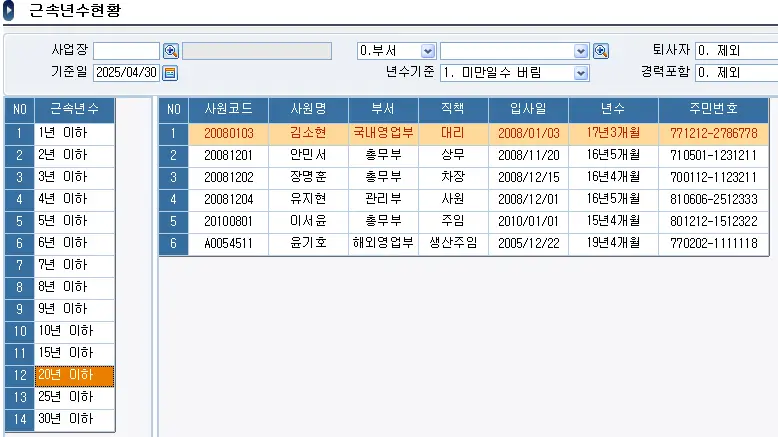 근속년수현황
사업장 0.부서 퇴사자 0. 제외
기준일 2025/04/30 년수기준 1. 미만일수 버림 경력포함 0. 제외
NO 근속년수
1 1년 이하
2 2년 이하
3 3년 이하
4 4년 이하
5 5년 이하
6 6년 이하
7 7년 이하
8 8년 이하
9 9년 이하
10 10년 이하
11 15년 이하
12 20년 이하
13 25년 이하
14 30년 이하
NO 사원코드 사원명 부서 직책 입사일 년수 주민번호
1 20080103 김소현 국내영업부 대리 2008/01/03 17년3개월 771212-2786778
2 20081201 안민서 총무부 상무 2008/11/20 16년5개월 710501-1231211
3 20081202 장명훈 총무부 차장 2008/12/15 16년4개월 700112-1123211
4 20081204 유지현 관리부 사원 2008/12/01 16년5개월 810606-2512333
5 20100801 이서윤 총무부 주임 2010/01/01 15년4개월 801212-1512322
6 A0054511 윤기호 해외영업부 생산주임 2005/12/22 19년4개월 770202-1111118